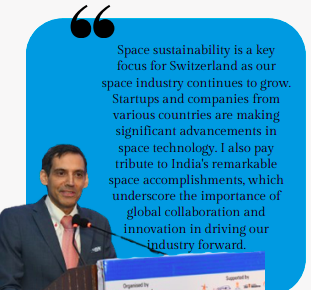 “
Space sustainability is a key
focus for Switzerland as our
space industry continues to grow.
Startups and companies from
various countries are making
significant advancements in
space technology. I also pay
tribute to India's remarkable
space accomplishments, which
underscore the importance of
global collaboration and
innovation in driving our
industry forward.
Organised by
Supported by